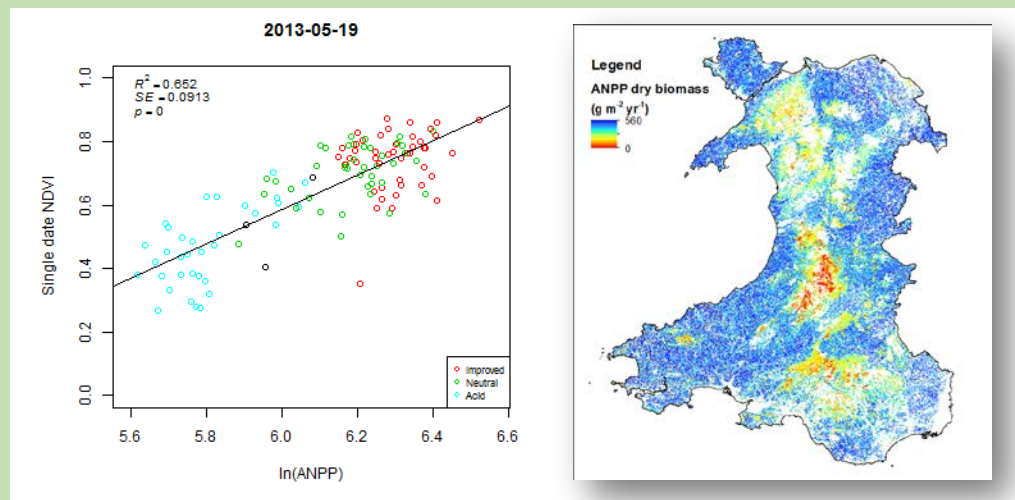 2013-05-19
R² = 0.652
SE = 0.0913
p = 0
Single date NDVI
1.0
0.8
0.6
0.4
0.2
0.0
5.6 5.8 6.0 6.2 6.4 6.6
ln(ANPP)
Improved
Neutral
Acid
Legend
ANPP dry biomass
(g m⁻² yr⁻¹)
560
0